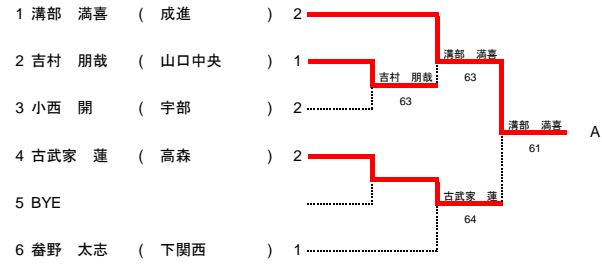 1 溝部 満喜 ( 成進 ) 2
2 吉村 朋哉 ( 山口中央 ) 1
吉村 朋哉
63
溝部 満喜
63
3 小西 開 ( 宇部 ) 2
溝部 満喜
61
A
4 古武家 蓮 ( 高森 ) 2
5 BYE
古武家 蓮
64
6 畚野 太志 ( 下関西 ) 1